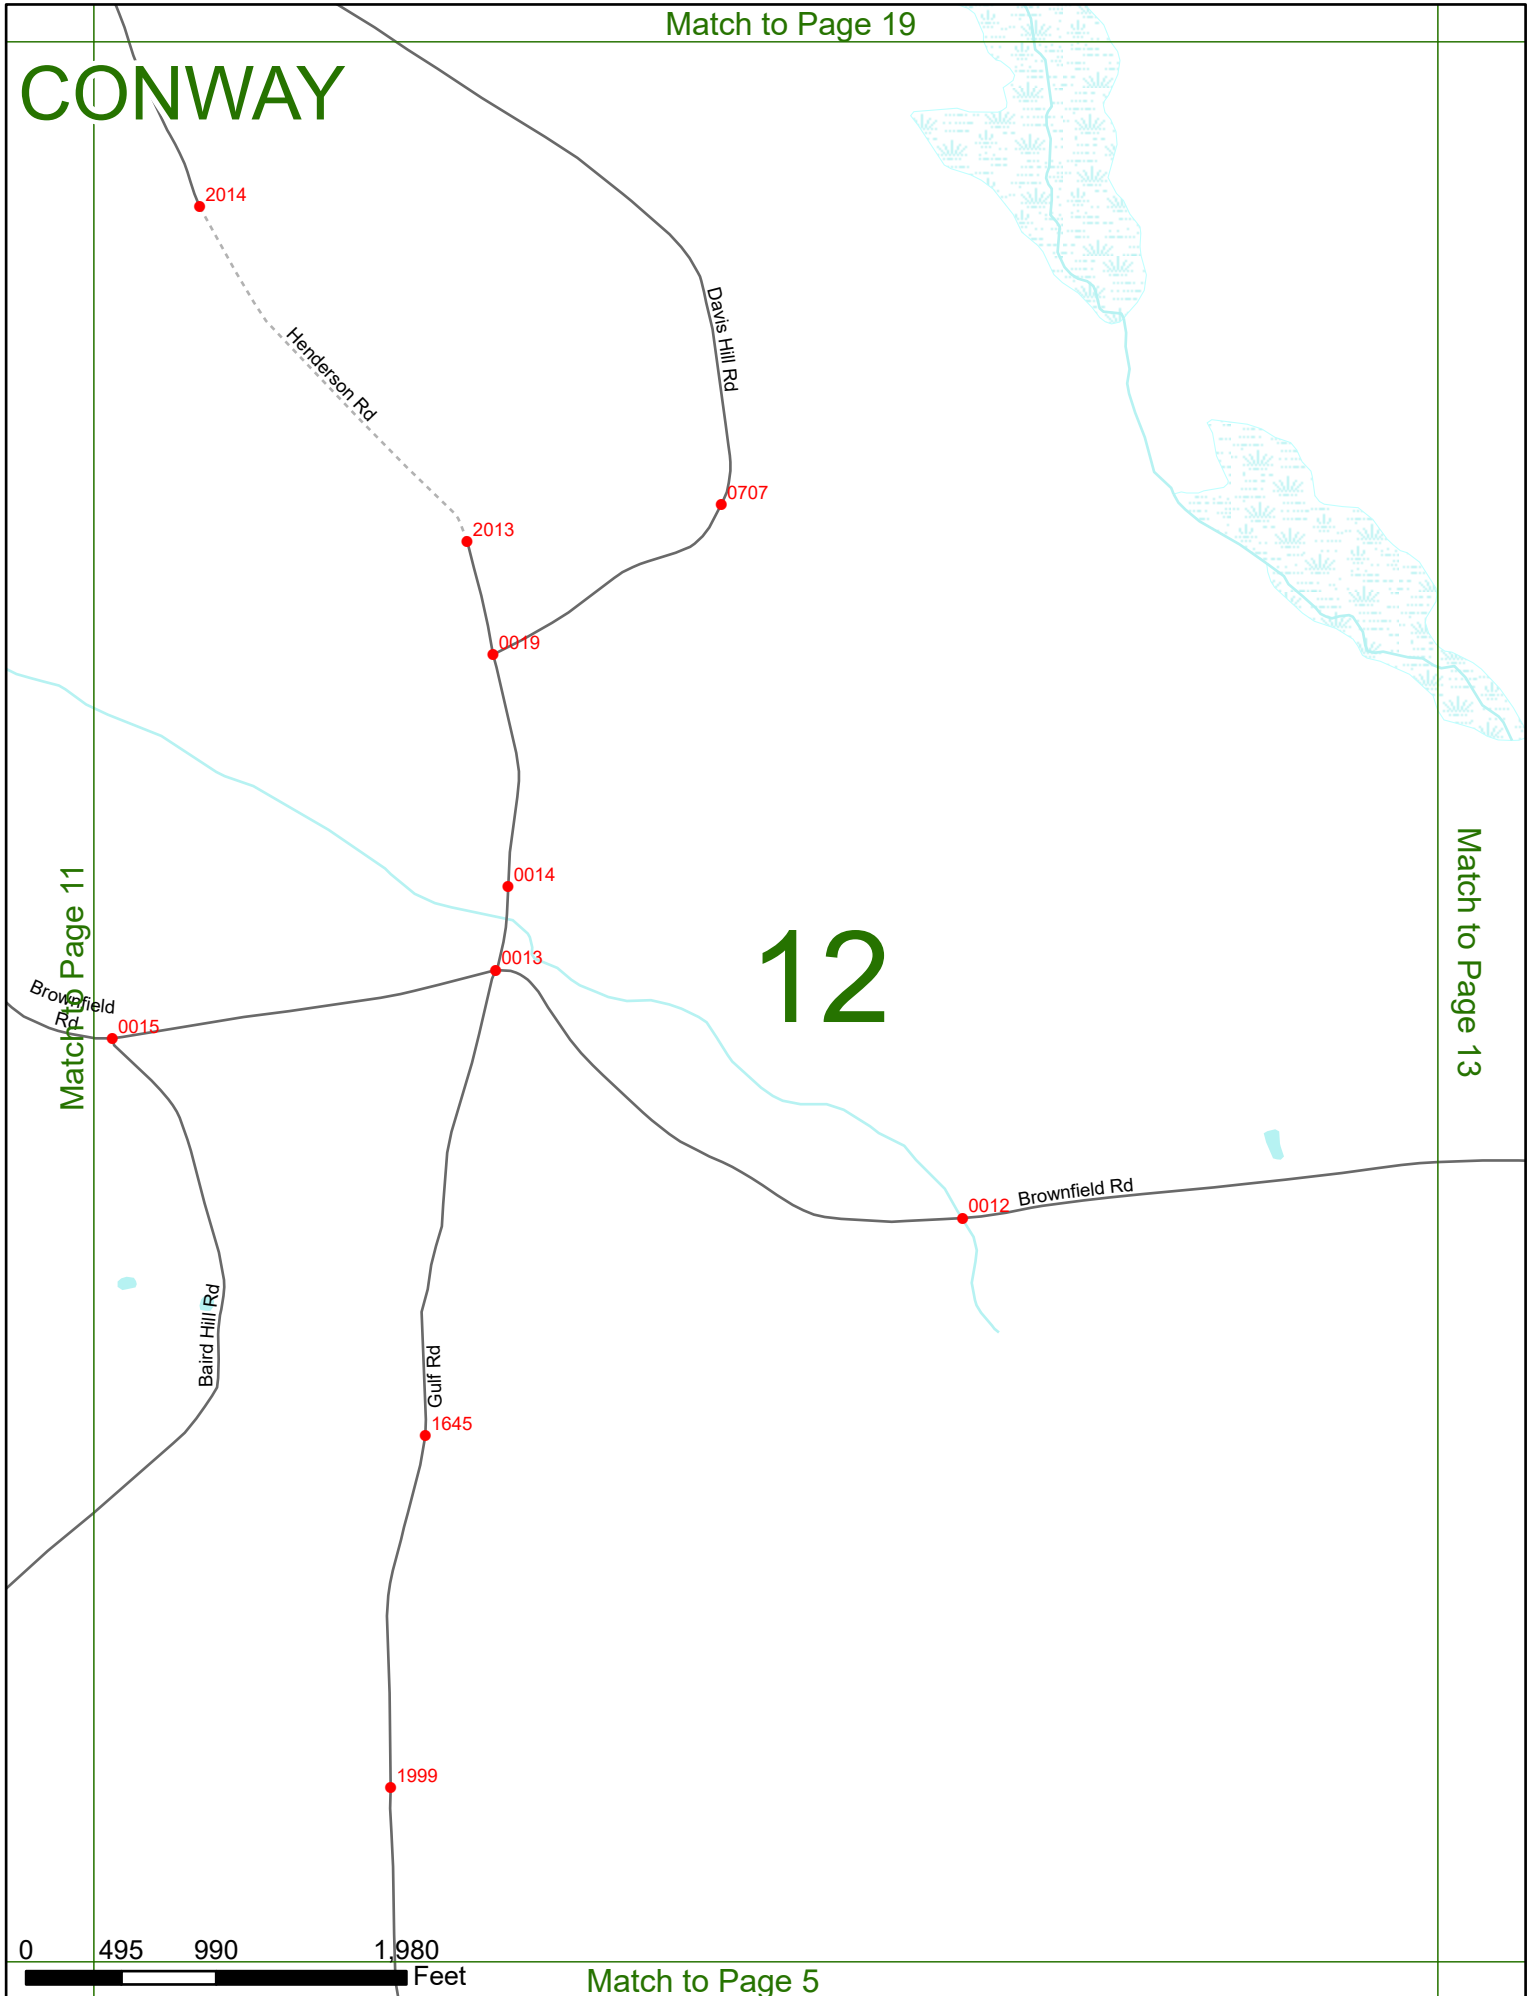 Match to Page 19
CONWAY
2014
Davis Hill Rd
Henderson Rd
0707
2013
0019
Match to Page 11
0014
Match to Page 13
12
0013
Brownfield
Rd
0015
0012
Brownfield Rd
Baird Hill Rd
Gulf Rd
1645
1999
0 495 990 1,980
Feet
Match to Page 5